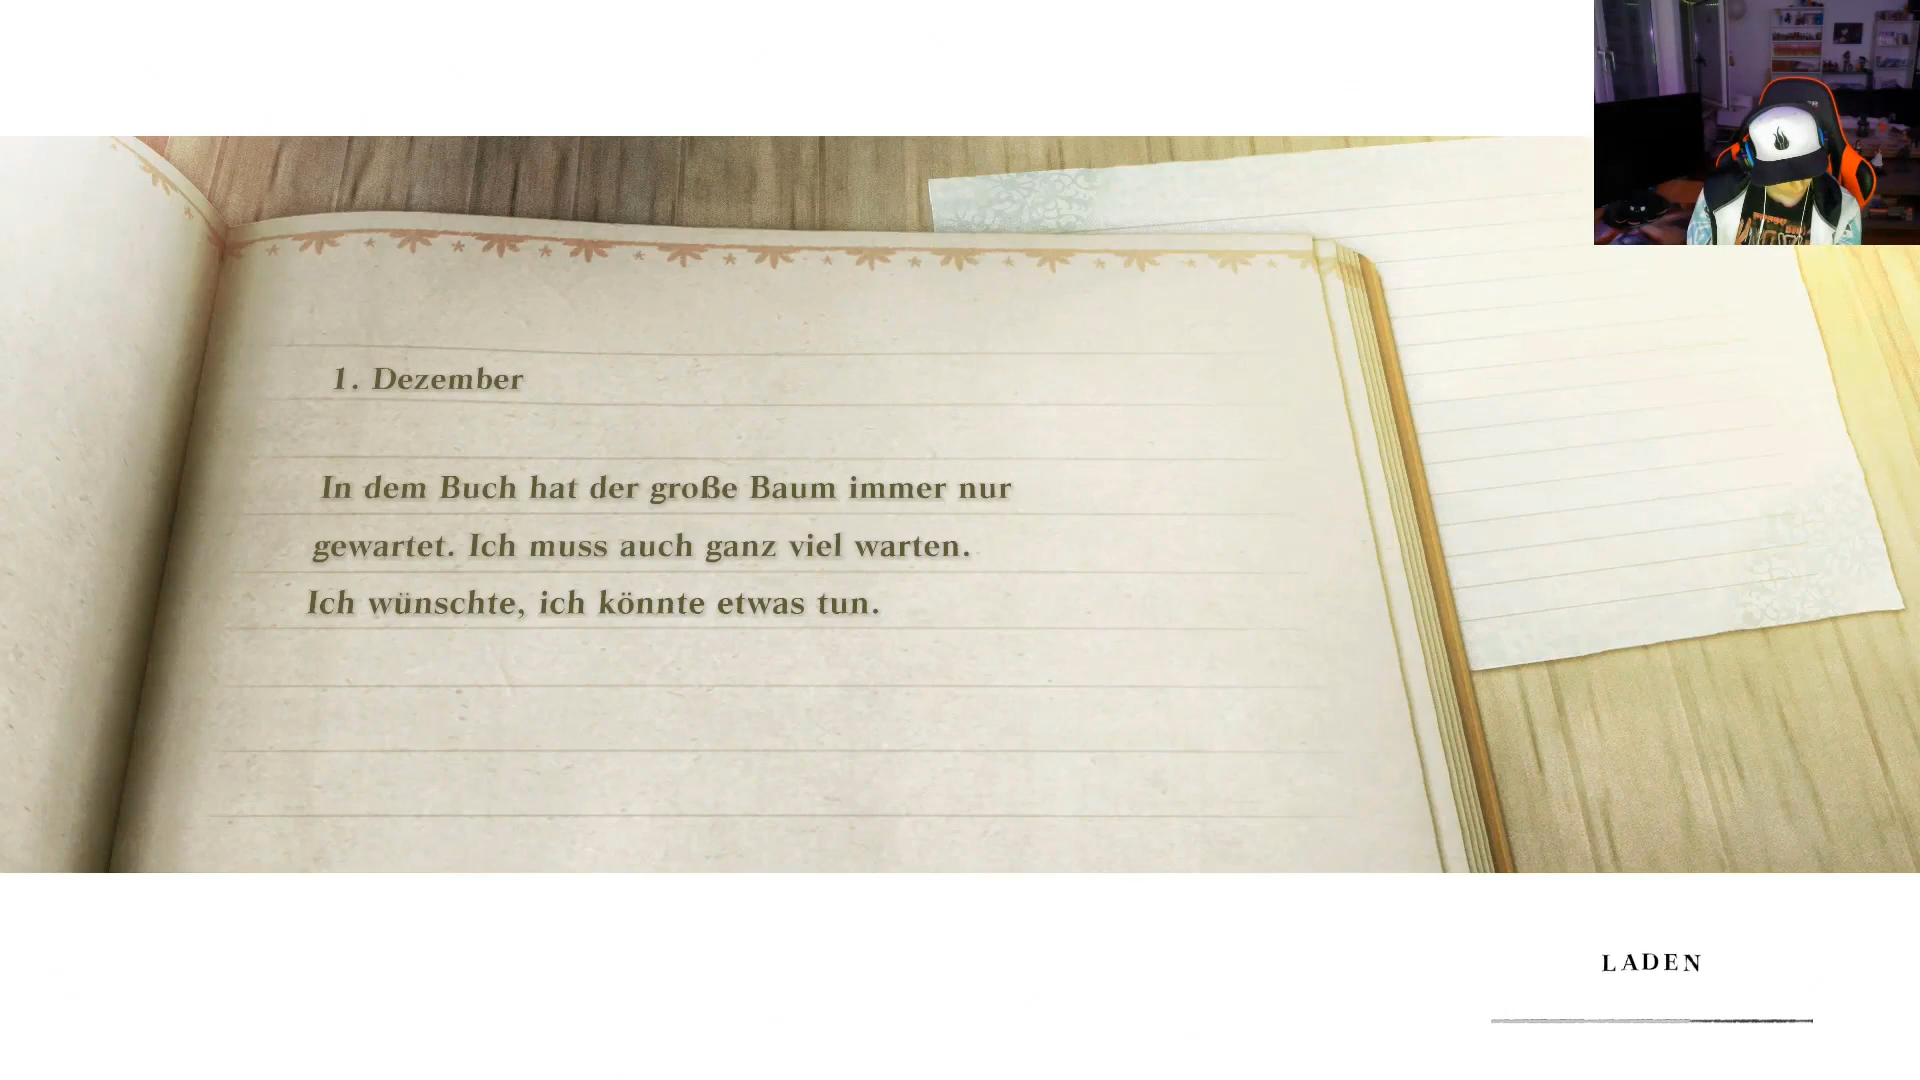 1. Dezember
In dem Buch hat der große Baum immer nur
gewartet. Ich muss auch ganz viel warten.
Ich wünschte, ich könnte etwas tun.
LADEN